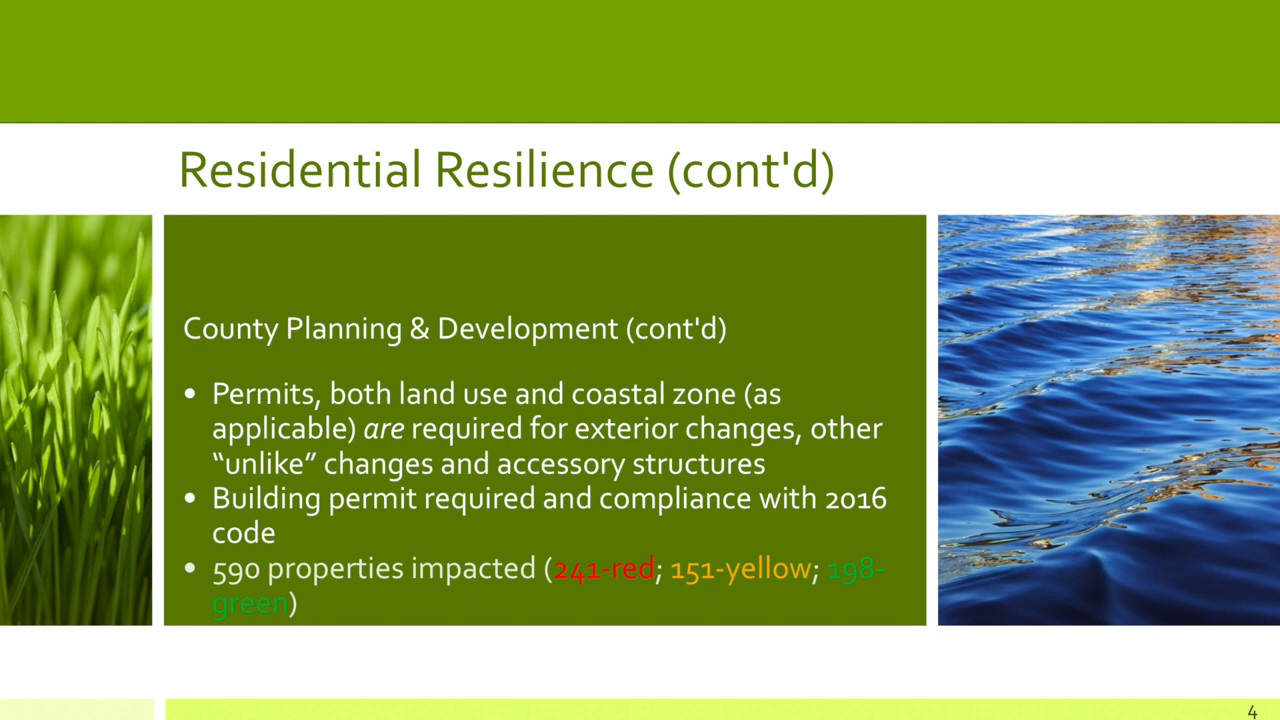 Residential Resilience (cont'd)
County Planning & Development (cont'd)
• Permits, both land use and coastal zone (as
applicable) are required for exterior changes, other
“unlike” changes and accessory structures
• Building permit required and compliance with 2016
code
• 590 properties impacted (241-red; 151-yellow; 198-
green)
4